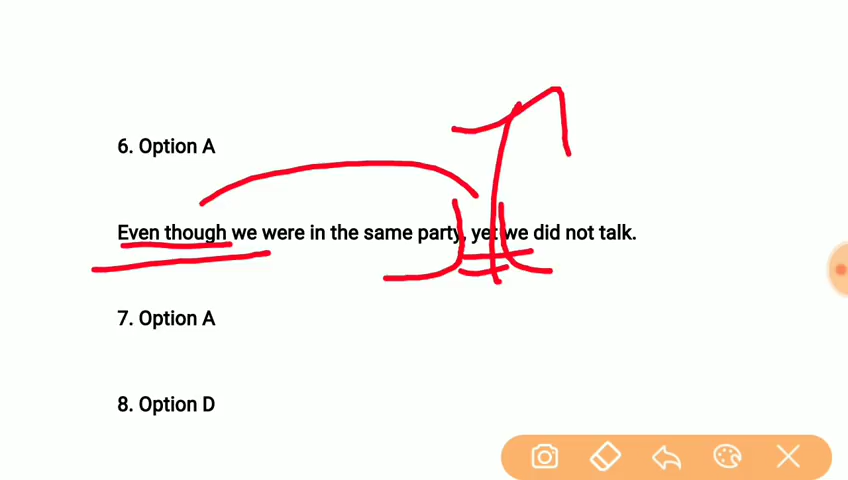 6. Option A
Even though we were in the same party, yet we did not talk.
7. Option A
8. Option D